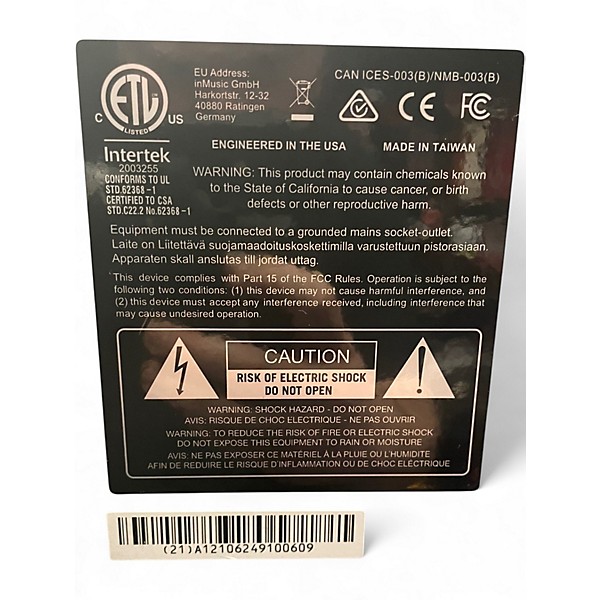 C ETL US
LISTED
Intertek
2003255
CONFORMS TO UL
STD.62368 -1
CERTIFIED TO CSA
STD.C22.2 No.62368 -1
EU Address:
inMusic GmbH
Harkortstr. 12-32
40880 Ratingen
Germany
CAN ICES-003(B)/NMB-003(B)
CE FC
ENGINEERED IN THE USA MADE IN TAIWAN
WARNING: This product may contain chemicals known
to the State of California to cause cancer, or birth
defects or other reproductive harm.
Equipment must be connected to a grounded mains socket-outlet.
Laite on Liitettävä suojamaadoituskoskettimilla varustettuun pistorasiaan.
Apparaten skall anslutas till jordat uttag.
This device complies with Part 15 of the FCC Rules. Operation is subject to the
following two conditions: (1) this device may not cause harmful interference, and
(2) this device must accept any interference received, including interference that
may cause undesired operation.
CAUTION
RISK OF ELECTRIC SHOCK
DO NOT OPEN
WARNING: SHOCK HAZARD - DO NOT OPEN
AVIS: RISQUE DE CHOC ELECTRIQUE - NE PAS OUVRIR
WARNING: TO REDUCE THE RISK OF FIRE OR ELECTRIC SHOCK
DO NOT EXPOSE THIS EQUIPMENT TO RAIN OR MOISTURE
AVIS: NE PAS EXPOSER CE MATÉRIEL À LA PLUIE OU L'HUMIDITE
AFIN DE REDUIRE LE RISQUE D'INFLAMMATION OU DE CHOC ELÉCTRIQUE
(21)A12106249100609